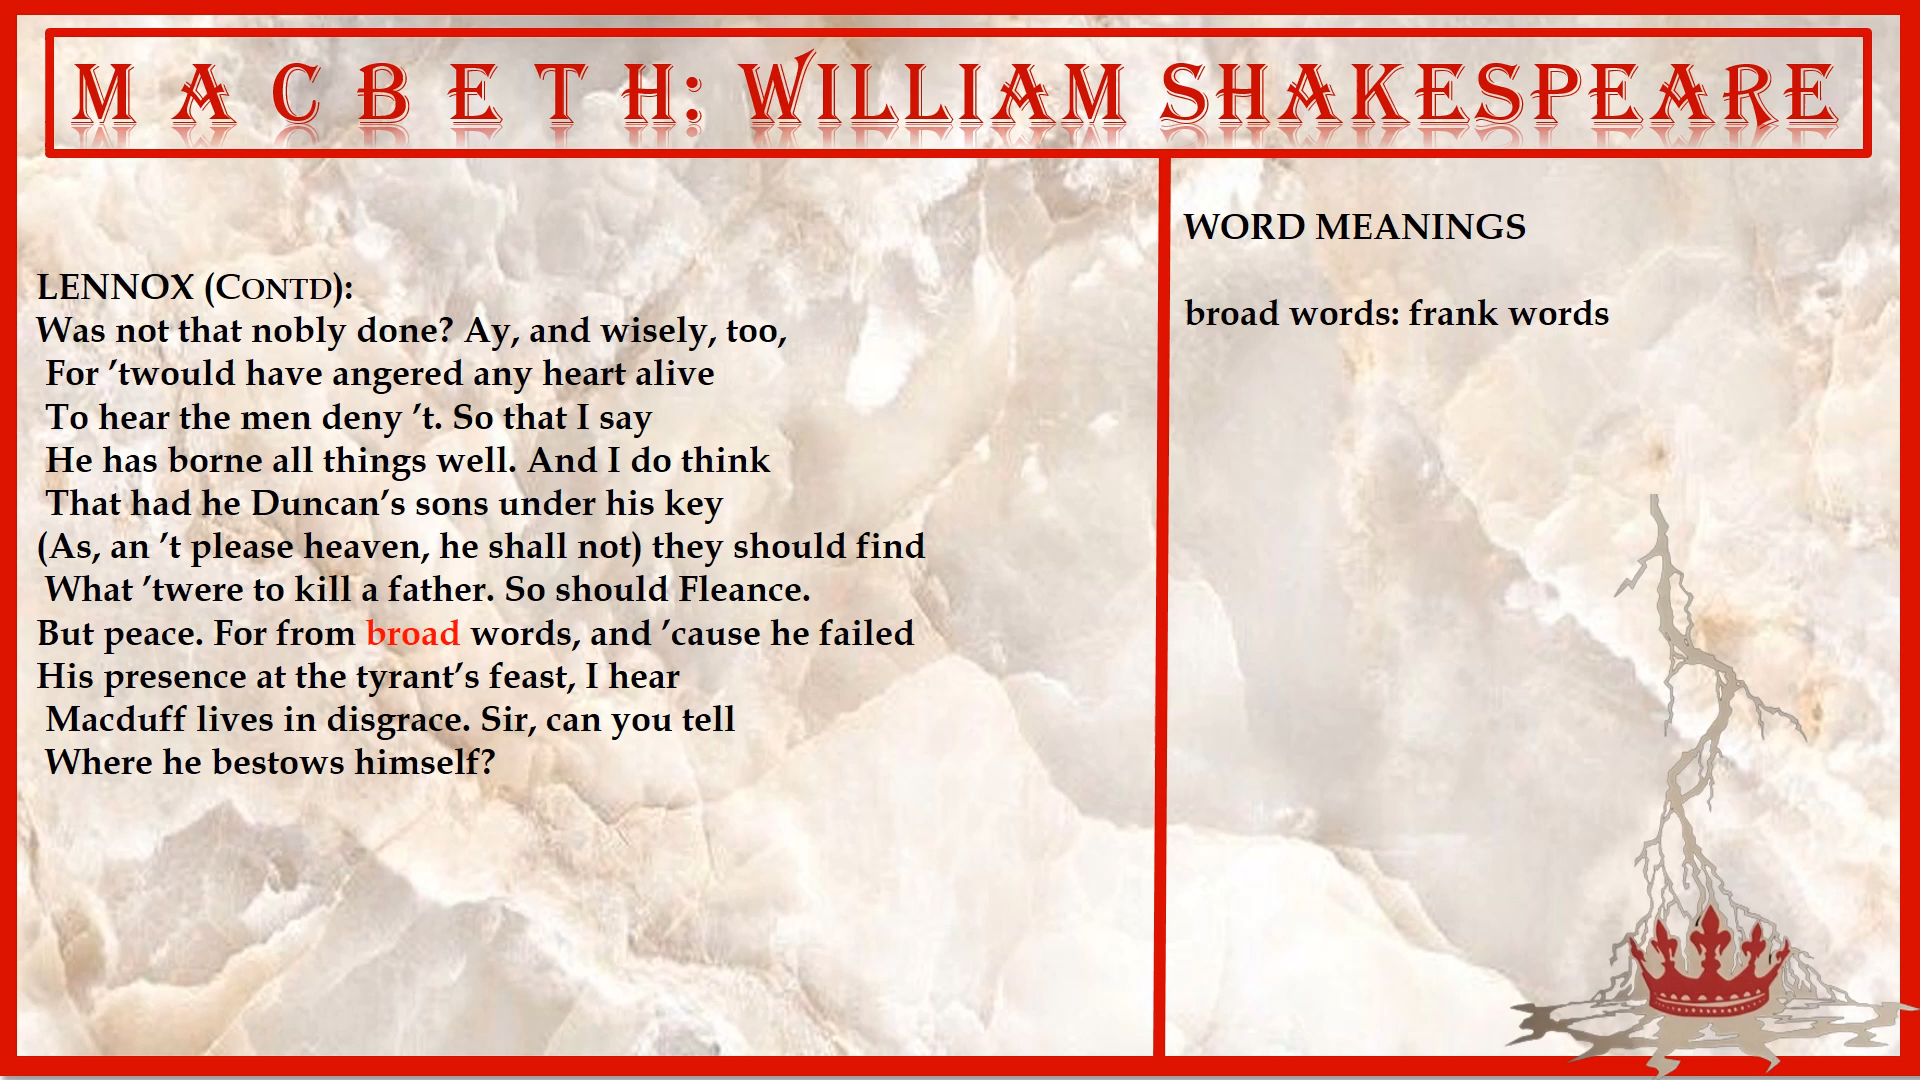 M A C B E T H: WILLIAM SHAKESPEARE
LENNOX (CONTD):
Was not that nobly done? Ay, and wisely, too,
For ’twould have angered any heart alive
To hear the men deny ’t. So that I say
He has borne all things well. And I do think
That had he Duncan’s sons under his key
(As, an ’t please heaven, he shall not) they should find
What ’twere to kill a father. So should Fleance.
But peace. For from broad words, and ’cause he failed
His presence at the tyrant’s feast, I hear
Macduff lives in disgrace. Sir, can you tell
Where he bestows himself?
WORD MEANINGS
broad words: frank words